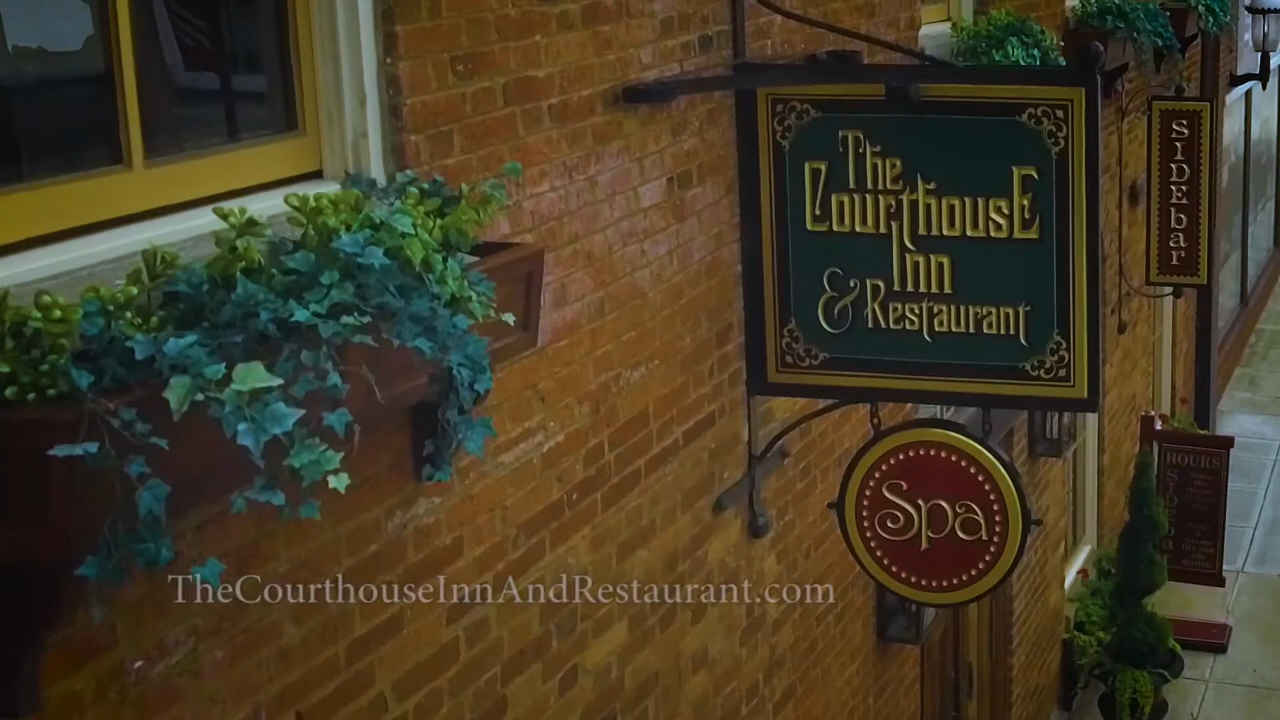 The
CourthousE
Inn
& Restaurant
SIDEbar
Spa
HOURS
TheCourthouseInnAndRestaurant.com